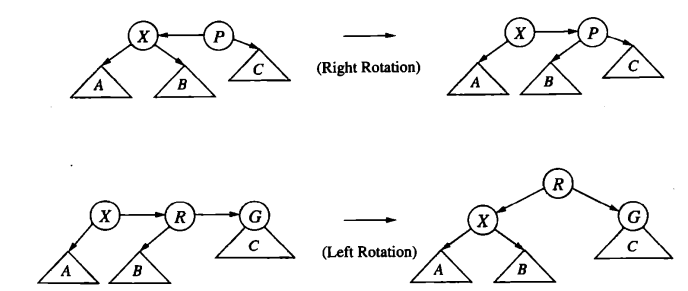 X P X P
A B C (Right Rotation) A B C
R
X R G X G
C (Left Rotation) C
A B A B